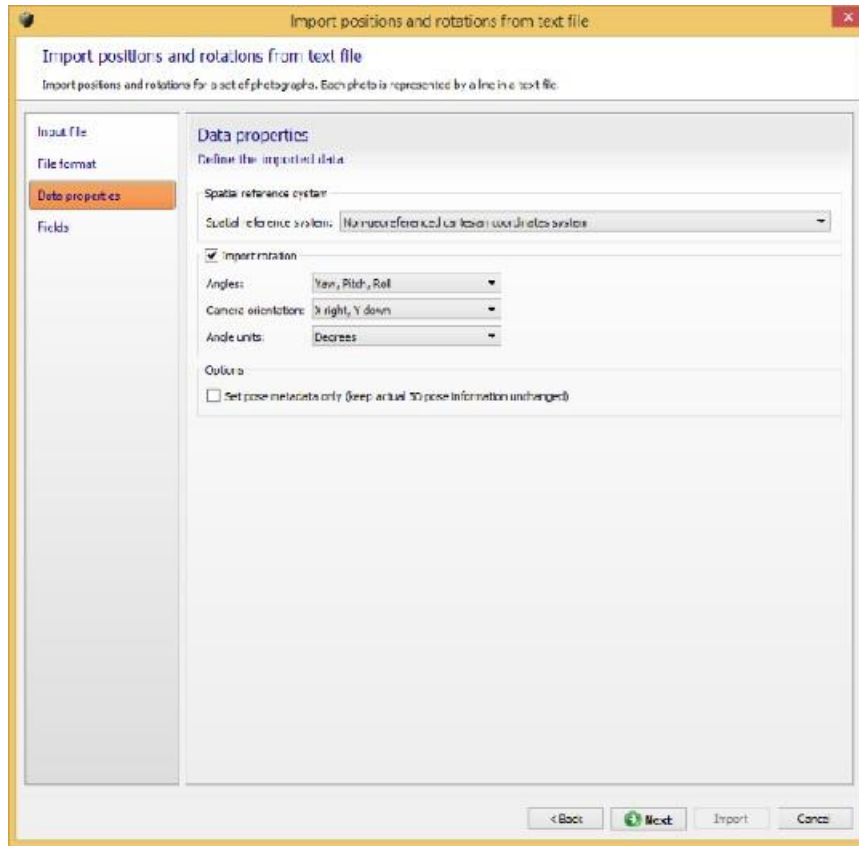 Import positions and rotations from text file
Import positions and rotations from text file
Import positions and rotations for a set of photographs. Each photo is represented by a line in a text file.
Input file
File format
Data properties
Fields
Data properties
Define the imported data
Spatial reference system
Spatial reference system: Non-georeferenced cartesian coordinates system
Import rotation
Angles: Yaw, Pitch, Roll
Camera orientation: X right, Y down
Angle units: Degrees
Options
Set pose metadata only (keep actual 3D pose information unchanged)
< Back Next Import Cancel